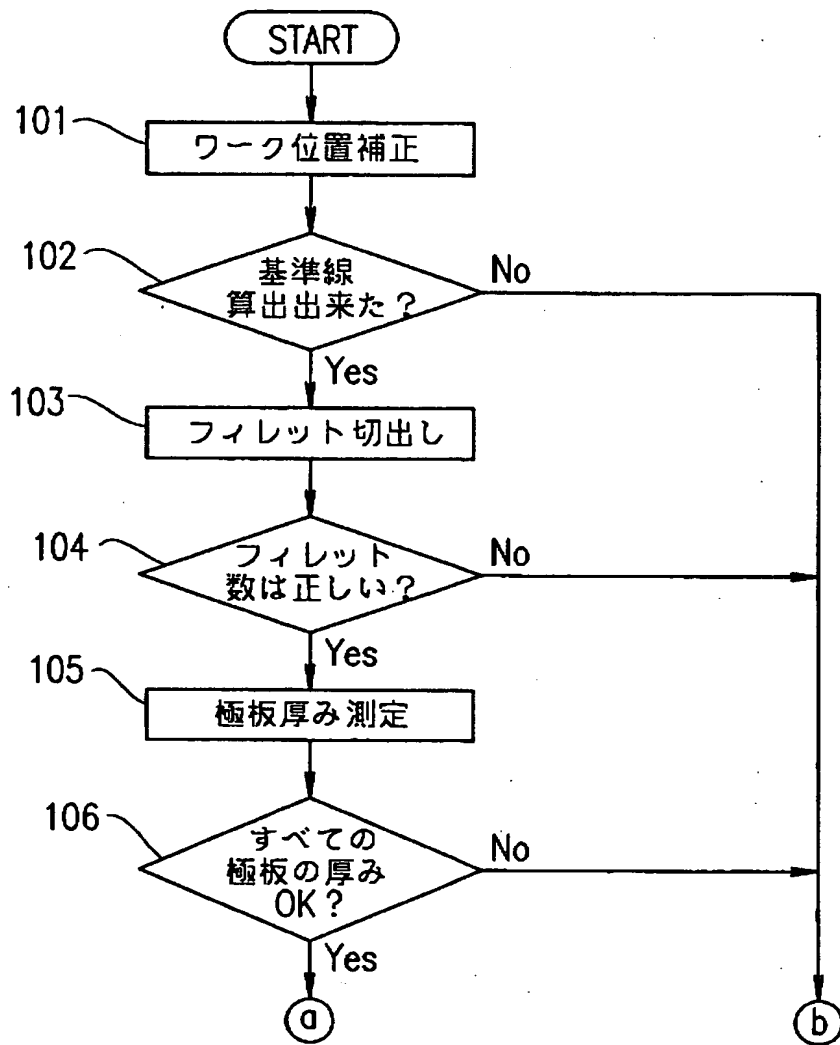 START
101
ワーク位置補正
102
基準線
算出出来た？
No
Yes
103
フィレット切出し
104
フィレット
数は正しい？
No
Yes
105
極板厚み測定
106
すべての
極板の厚み
OK？
No
Yes
a
b